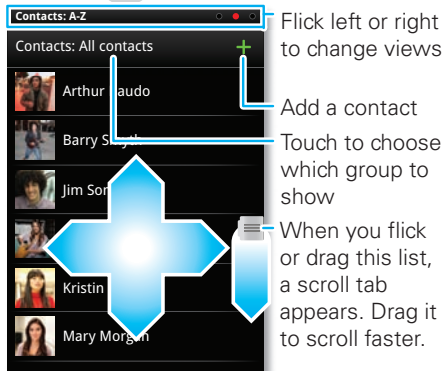 Contacts: A-Z
Contacts: All contacts
Arthur
Barry
Jim
Kristin
Mary
Flick left or right
to change views
Add a contact
Touch to choose
which group to
show
When you flick
or drag this list,
a scroll tab
appears. Drag it
to scroll faster.